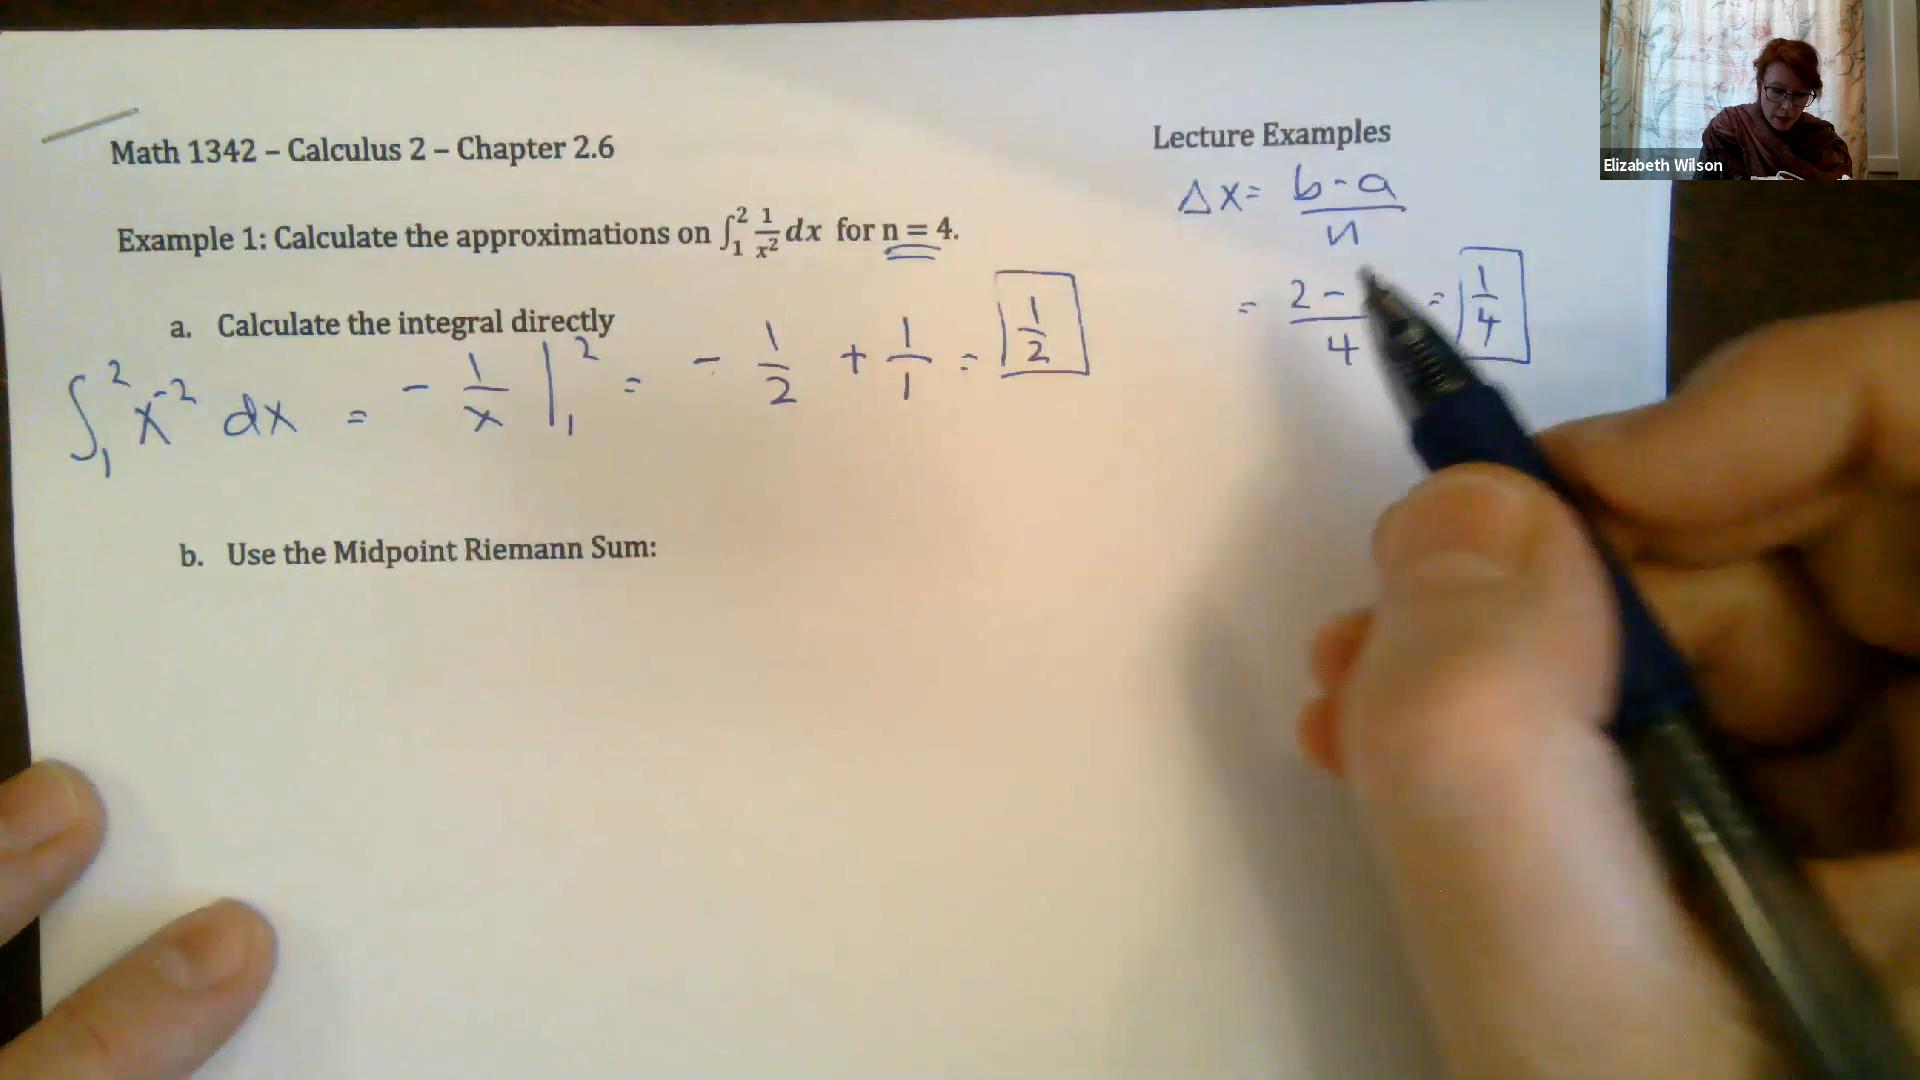 Math 1342 – Calculus 2 – Chapter 2.6
Lecture Examples
Elizabeth Wilson
Δx = b-a/n
Example 1: Calculate the approximations on ∫₁² 1/x² dx for n = 4.
= 2 - /4 = 1/4
a. Calculate the integral directly
∫₁² x⁻² dx = - 1/x |₁² = - 1/2 + 1/1 = 1/2
b. Use the Midpoint Riemann Sum: